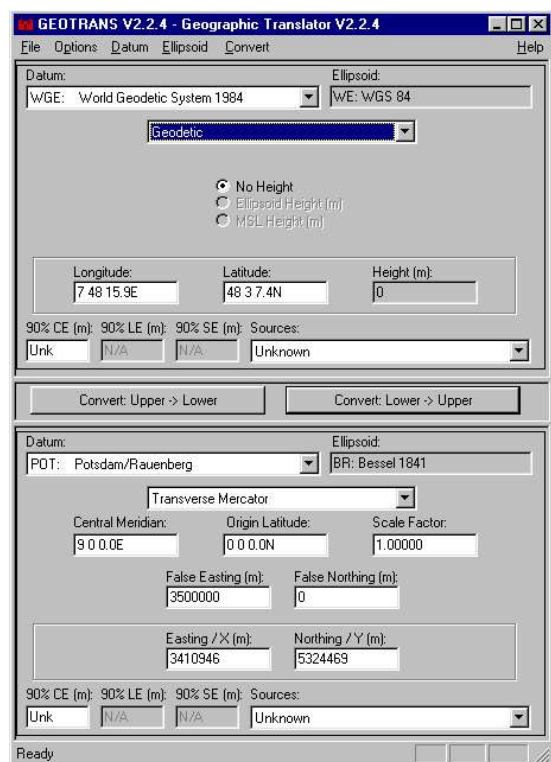 GEOTRANS V2.2.4 - Geographic Translator V2.2.4
File Options Datum Ellipsoid Convert Help
Datum: Ellipsoid:
WGE: World Geodetic System 1984 WE: WGS 84
Geodetic
No Height
Ellipsoid Height (m)
MSL Height (m)
Longitude: Latitude: Height (m):
7 48 15.9E 48 3 7.4N 0
90% CE (m): 90% LE (m): 90% SE (m): Sources:
Unk N/A N/A Unknown
Convert: Upper -> Lower Convert: Lower -> Upper
Datum: Ellipsoid:
POT: Potsdam/Rauenberg BR: Bessel 1841
Transverse Mercator
Central Meridian: Origin Latitude: Scale Factor:
9 0 0.0E 0 0 0.0N 1.00000
False Easting (m): False Northing (m):
3500000 0
Easting / X (m): Northing / Y (m):
3410946 5324469
90% CE (m): 90% LE (m): 90% SE (m): Sources:
Unk N/A N/A Unknown
Ready